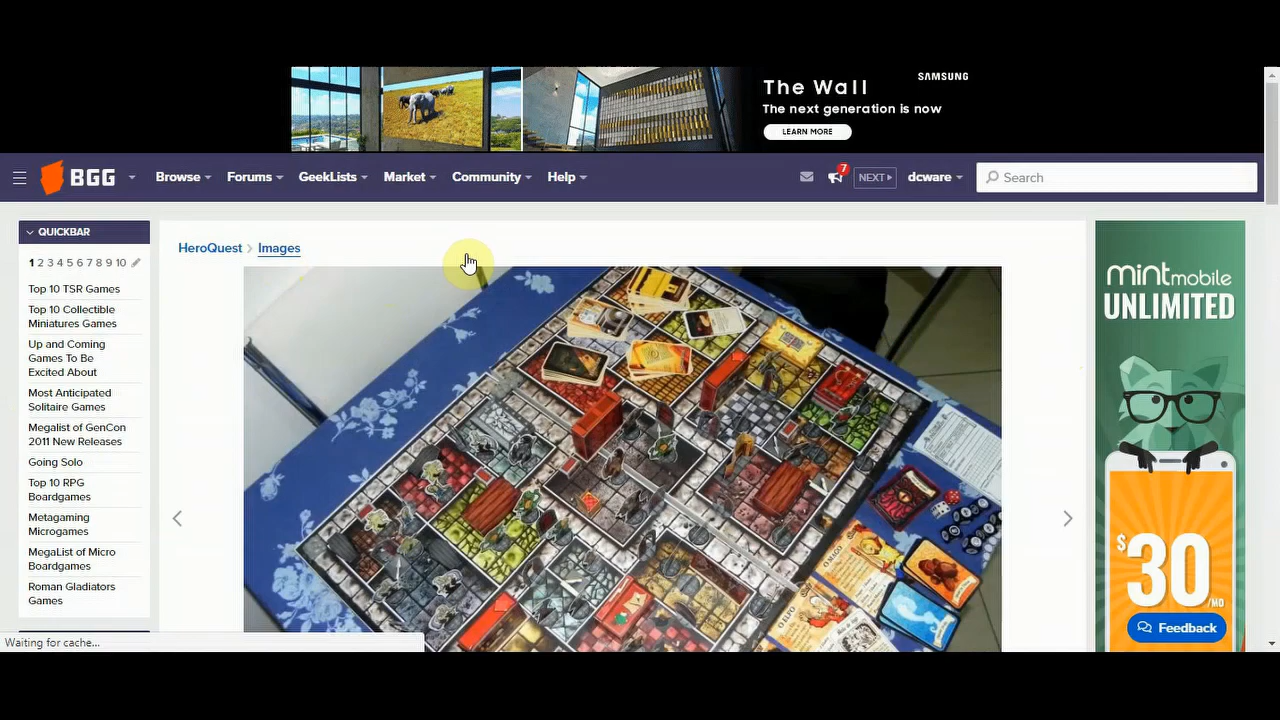 The Wall
SAMSUNG
The next generation is now
LEARN MORE
BGG
Browse
Forums
GeekLists
Market
Community
Help
7
NEXT
dcware
Search
QUICKBAR
1 2 3 4 5 6 7 8 9 10
Top 10 TSR Games
Top 10 Collectible
Miniatures Games
Up and Coming
Games To Be
Excited About
Most Anticipated
Solitaire Games
Megalist of GenCon
2011 New Releases
Going Solo
Top 10 RPG
Boardgames
Metagaming
Microgames
MegaList of Micro
Boardgames
Roman Gladiators
Games
HeroQuest
Images
O MAGO
O ELFO
mintmobile
UNLIMITED
$30/MO
Feedback
Waiting for cache...